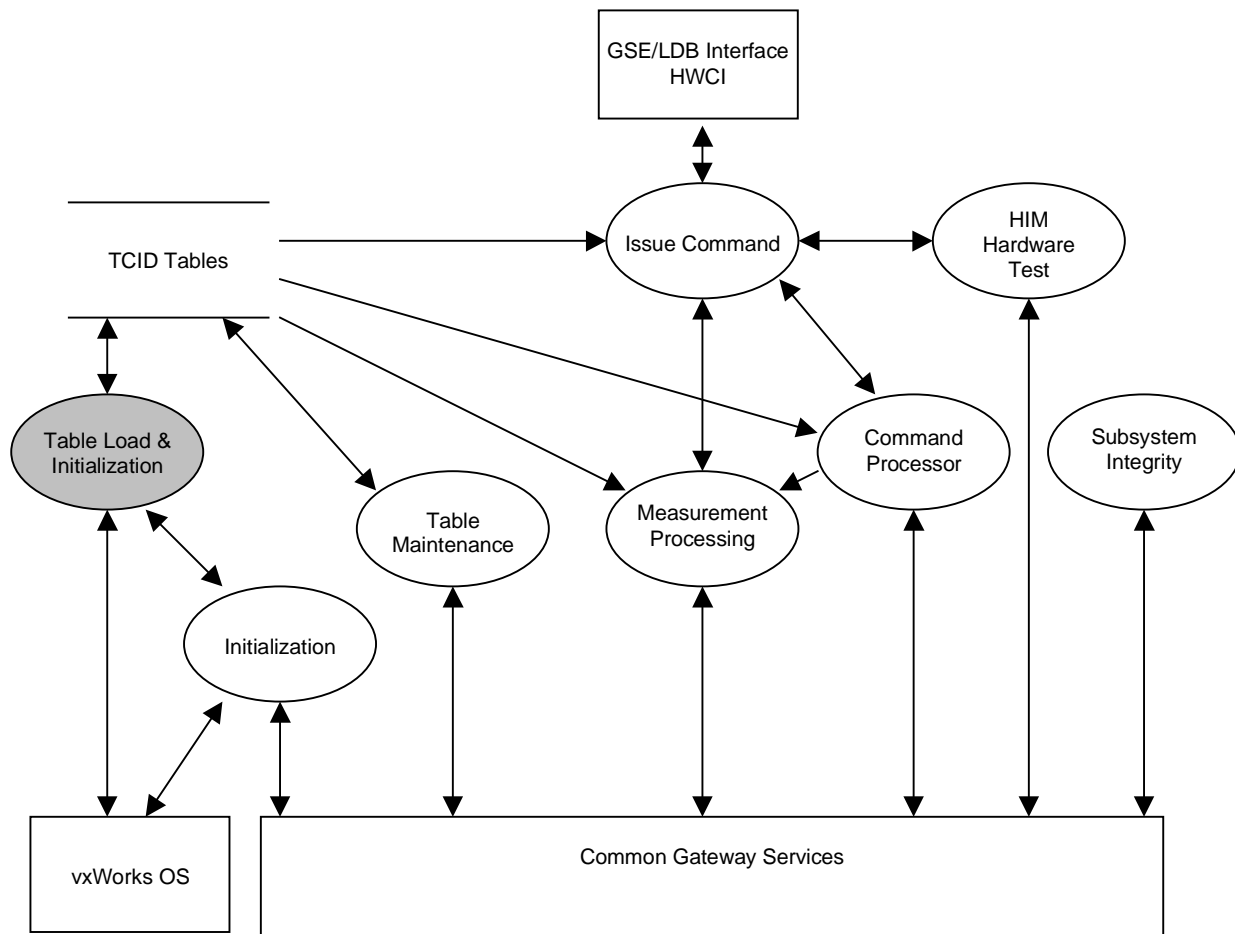 GSE/LDB Interface
HWCI
TCID Tables
Issue Command
HIM
Hardware
Test
Table Load &
Initialization
Command
Processor
Subsystem
Integrity
Table
Maintenance
Measurement
Processing
Initialization
vxWorks OS
Common Gateway Services